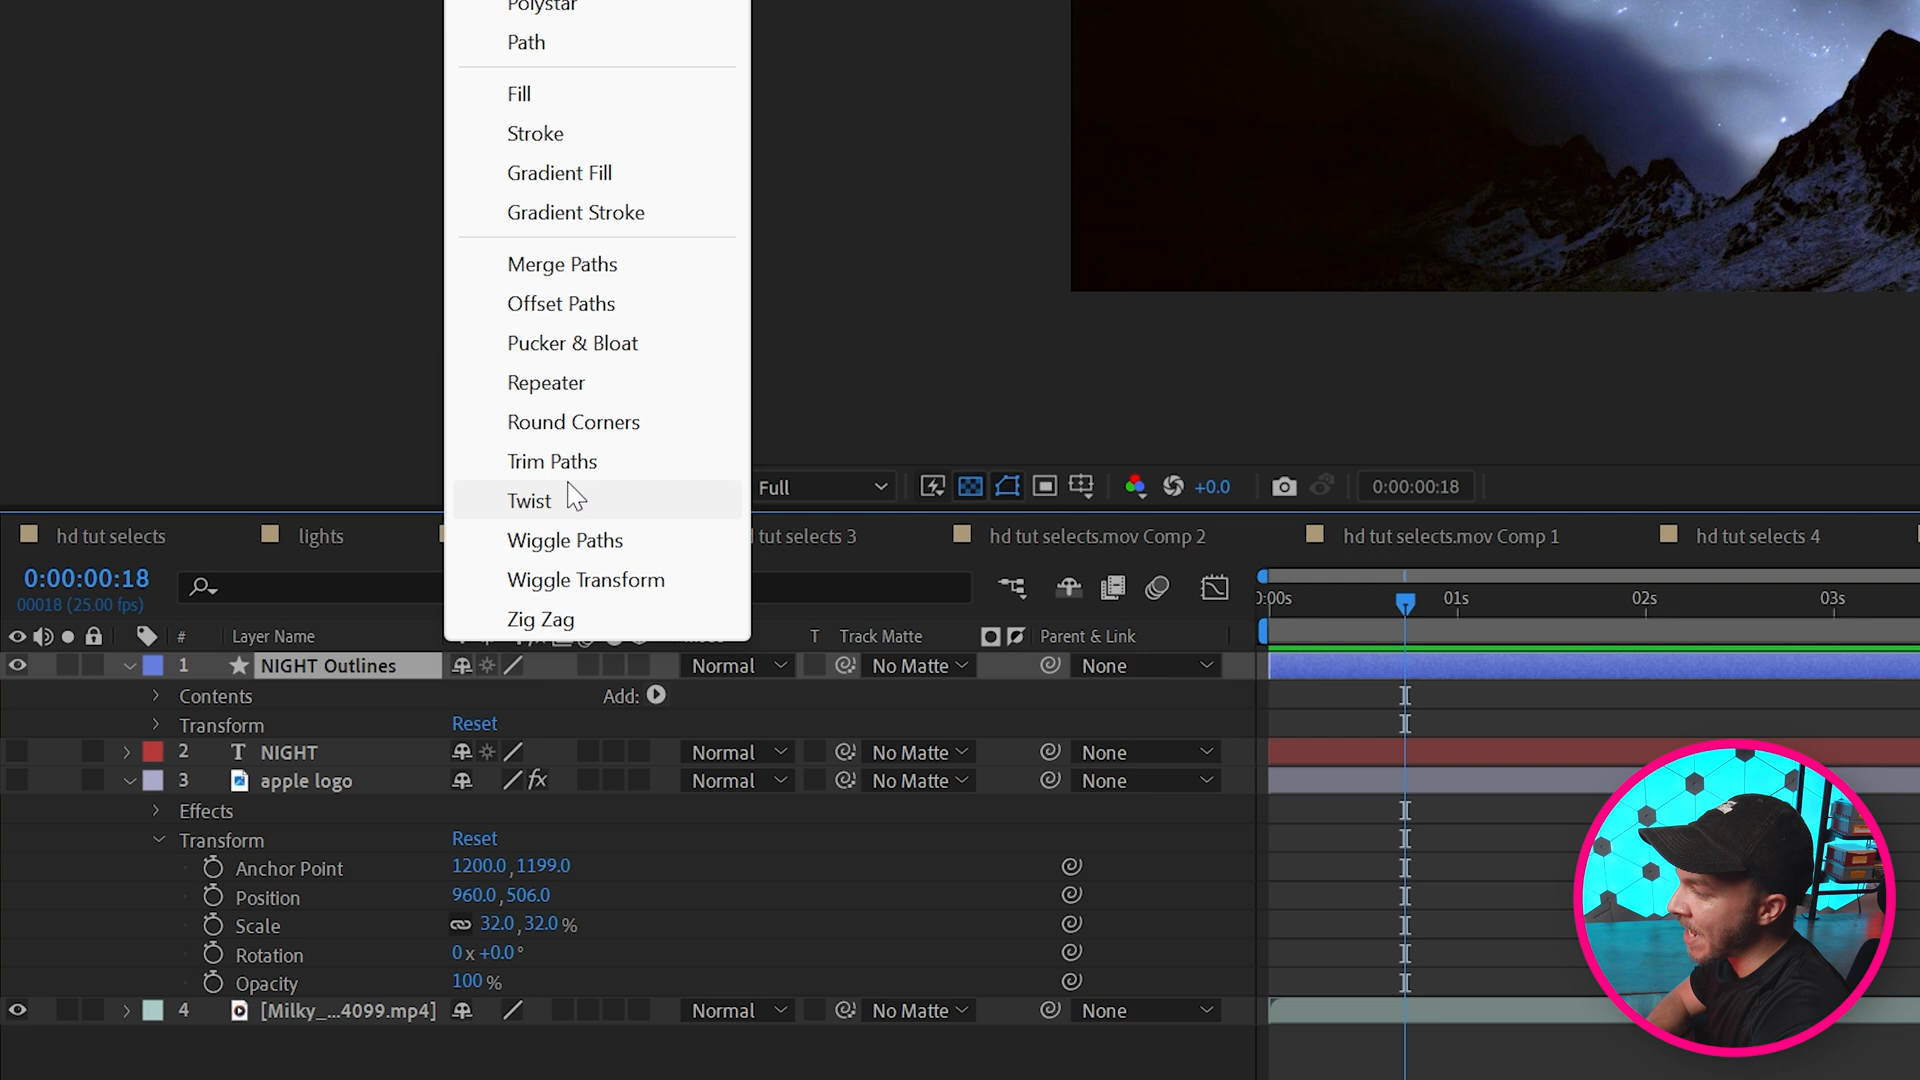 Polystar
Path
Fill
Stroke
Gradient Fill
Gradient Stroke
Merge Paths
Offset Paths
Pucker & Bloat
Repeater
Round Corners
Trim Paths
Twist
Wiggle Paths
Wiggle Transform
Zig Zag
Full
+0.0
0:00:00:18
hd tut selects
lights
tut selects 3
hd tut selects.mov Comp 2
hd tut selects.mov Comp 1
hd tut selects 4
0:00:00:18
00018 (25.00 fps)
0:00s 01s 02s 03s
# Layer Name T Track Matte Parent & Link
1 NIGHT Outlines Normal No Matte None
Contents Add:
Transform Reset
2 T NIGHT Normal No Matte None
3 apple logo fx Normal No Matte None
Effects
Transform Reset
Anchor Point 1200.0,1199.0
Position 960.0,506.0
Scale 32.0,32.0 %
Rotation 0x+0.0°
Opacity 100 %
4 [Milky_...4099.mp4] Normal No Matte None